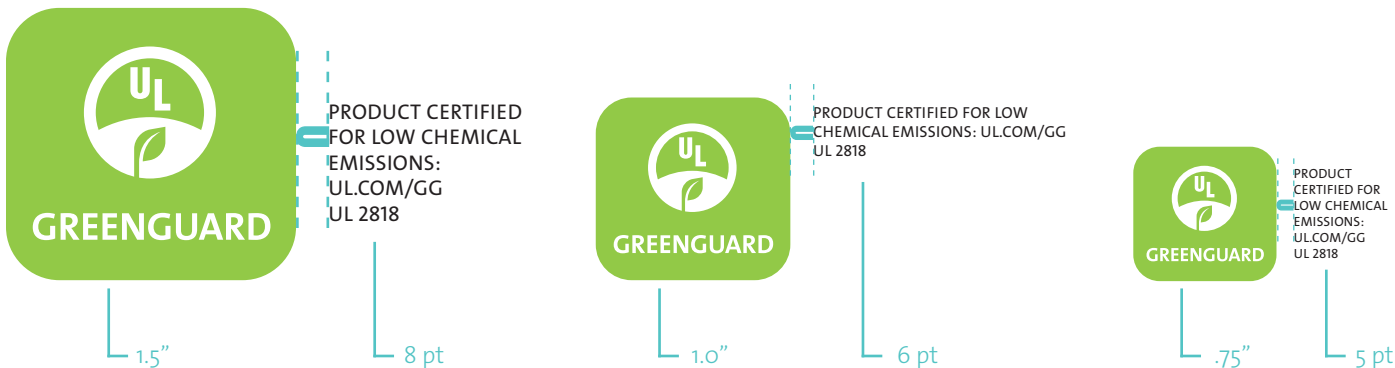 UL
GREENGUARD
PRODUCT CERTIFIED
FOR LOW CHEMICAL
EMISSIONS:
UL.COM/GG
UL 2818
1.5”
8 pt
UL
GREENGUARD
PRODUCT CERTIFIED FOR LOW
CHEMICAL EMISSIONS: UL.COM/GG
UL 2818
1.0”
6 pt
UL
GREENGUARD
PRODUCT
CERTIFIED FOR
LOW CHEMICAL
EMISSIONS:
UL.COM/GG
UL 2818
.75”
5 pt